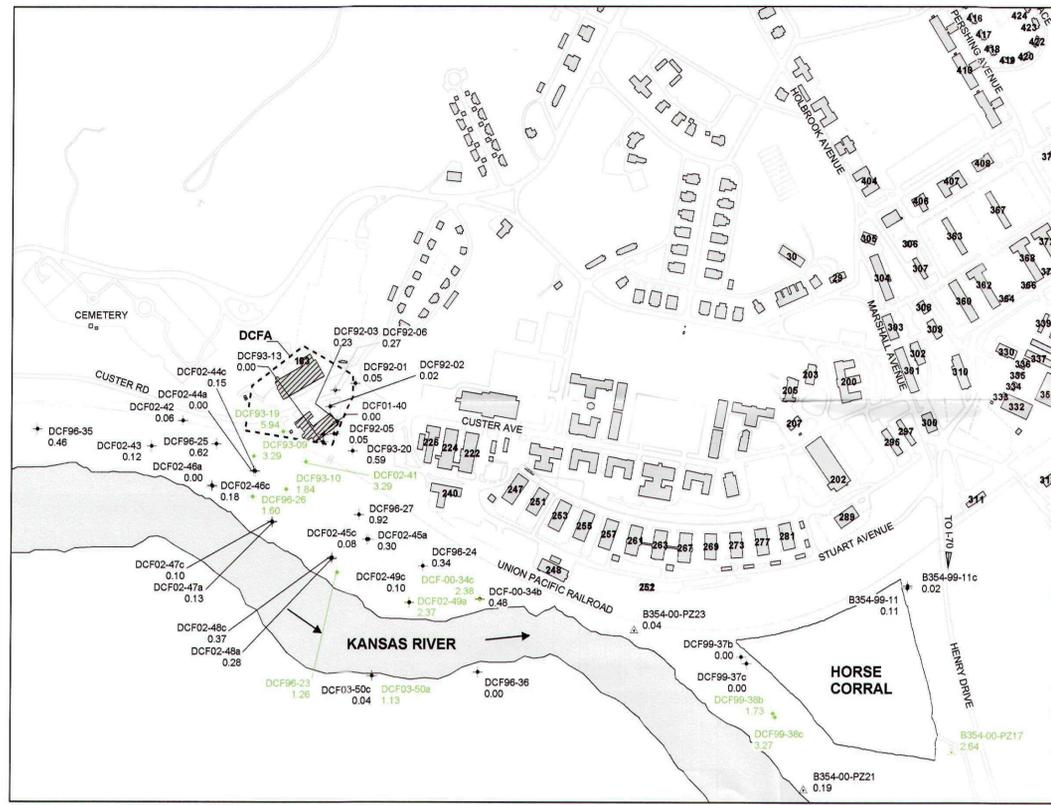 416
417
418
419
420
424
423
422
PERSHING AVENUE
419
HOLBROOK AVENUE
404
408
407
406
367
363
368
305
306
307
304
30
29
362
364
366
360
308
309
303
302
301
310
MARSHALL AVENUE
339
330
337
336
335
334
333
332
300
297
295
203
205
200
207
202
289
311
CEMETERY
DCFA
DCF93-13
0.00
DCF92-03
0.23
DCF92-06
0.27
DCF92-01
0.05
DCF92-02
0.02
DCF01-40
0.00
DCF92-05
0.05
DCF93-20
0.59
CUSTER RD
DCF02-44c
0.15
DCF02-44a
0.00
DCF02-42
0.06
DCF96-35
0.46
DCF02-43
0.12
DCF96-25
0.62
DCF02-46a
0.00
DCF02-46c
0.18
DCF93-19
5.94
DCF93-09
3.29
DCF93-10
1.84
DCF96-26
1.60
DCF02-41
3.29
CUSTER AVE
225
224
222
240
247
251
253
255
257
261
263
267
269
273
277
281
248
252
STUART AVENUE
UNION PACIFIC RAILROAD
TO I-70
HENRY DRIVE
DCF96-27
0.92
DCF02-45c
0.08
DCF02-45a
0.30
DCF96-24
0.34
DCF02-47c
0.10
DCF02-47a
0.13
DCF02-49c
0.10
DCF02-49a
2.37
DCF-00-34c
2.38
DCF-00-34b
0.48
DCF02-48c
0.37
DCF02-48a
0.28
KANSAS RIVER
DCF96-23
1.26
DCF03-50c
0.04
DCF03-50a
1.13
DCF96-36
0.00
B354-00-PZ23
0.04
B354-99-11c
0.02
B354-99-11
0.11
DCF99-37b
0.00
DCF99-37c
0.00
HORSE
CORRAL
DCF99-38b
1.73
DCF99-38c
3.27
B354-00-PZ17
2.64
B354-00-PZ21
0.19